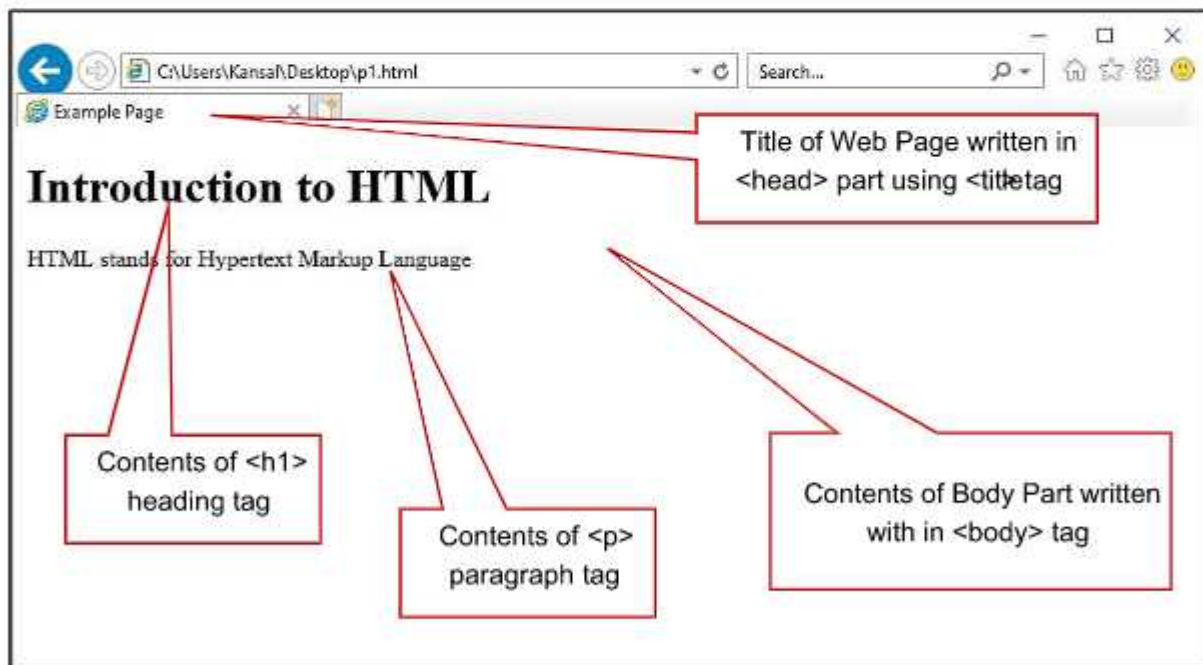 C:\Users\Kansal\Desktop\p1.html
Search...
Example Page
Title of Web Page written in
<head> part using <title>tag
Introduction to HTML
HTML stands for Hypertext Markup Language
Contents of <h1>
heading tag
Contents of <p>
paragraph tag
Contents of Body Part written
with in <body> tag